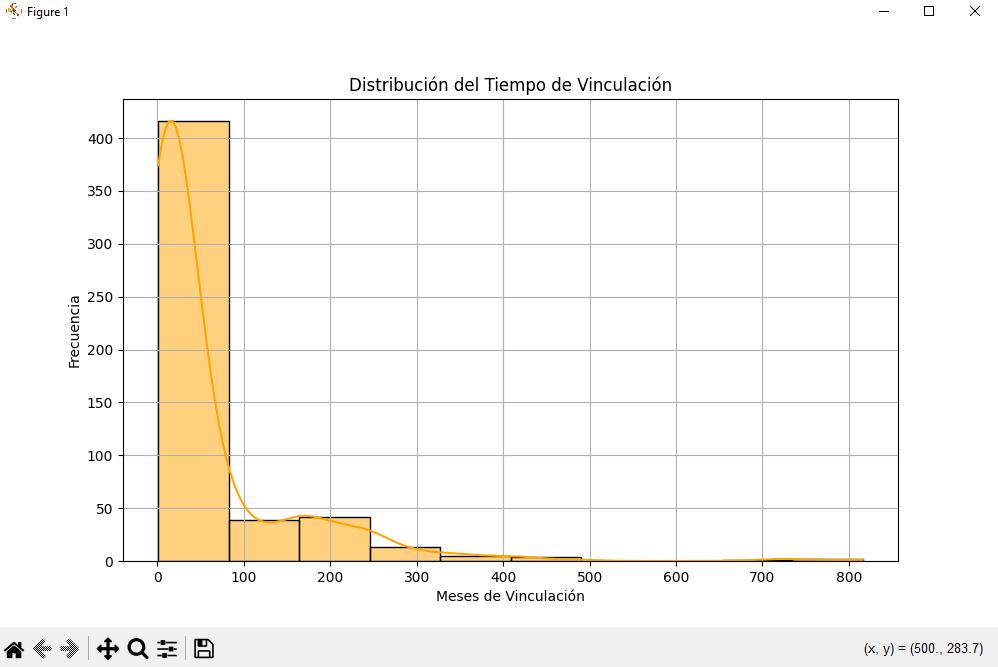 Figure 1
Distribución del Tiempo de Vinculación
400
350
300
250
200
150
100
50
0
Frecuencia
0 100 200 300 400 500 600 700 800
Meses de Vinculación
(x, y) = (500., 283.7)